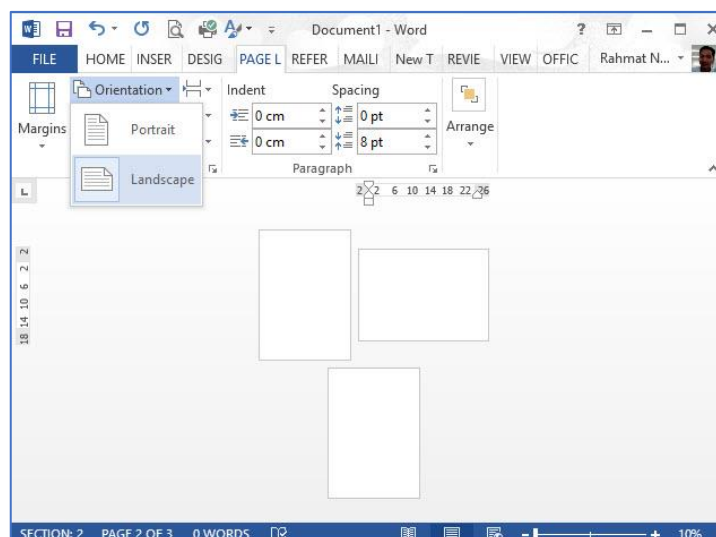 Document1 - Word ?
FILE HOME INSER DESIG PAGE L REFER MAILI New T REVIE VIEW OFFIC Rahmat N...
Orientation Indent Spacing
0 cm 0 pt
Margins Portrait Arrange
0 cm 8 pt
Paragraph
Landscape
L 2 2 6 10 14 18 22 26
2
2
6
10
14
18
SECTION: 2 PAGE 2 OF 3 0 WORDS - + 10%